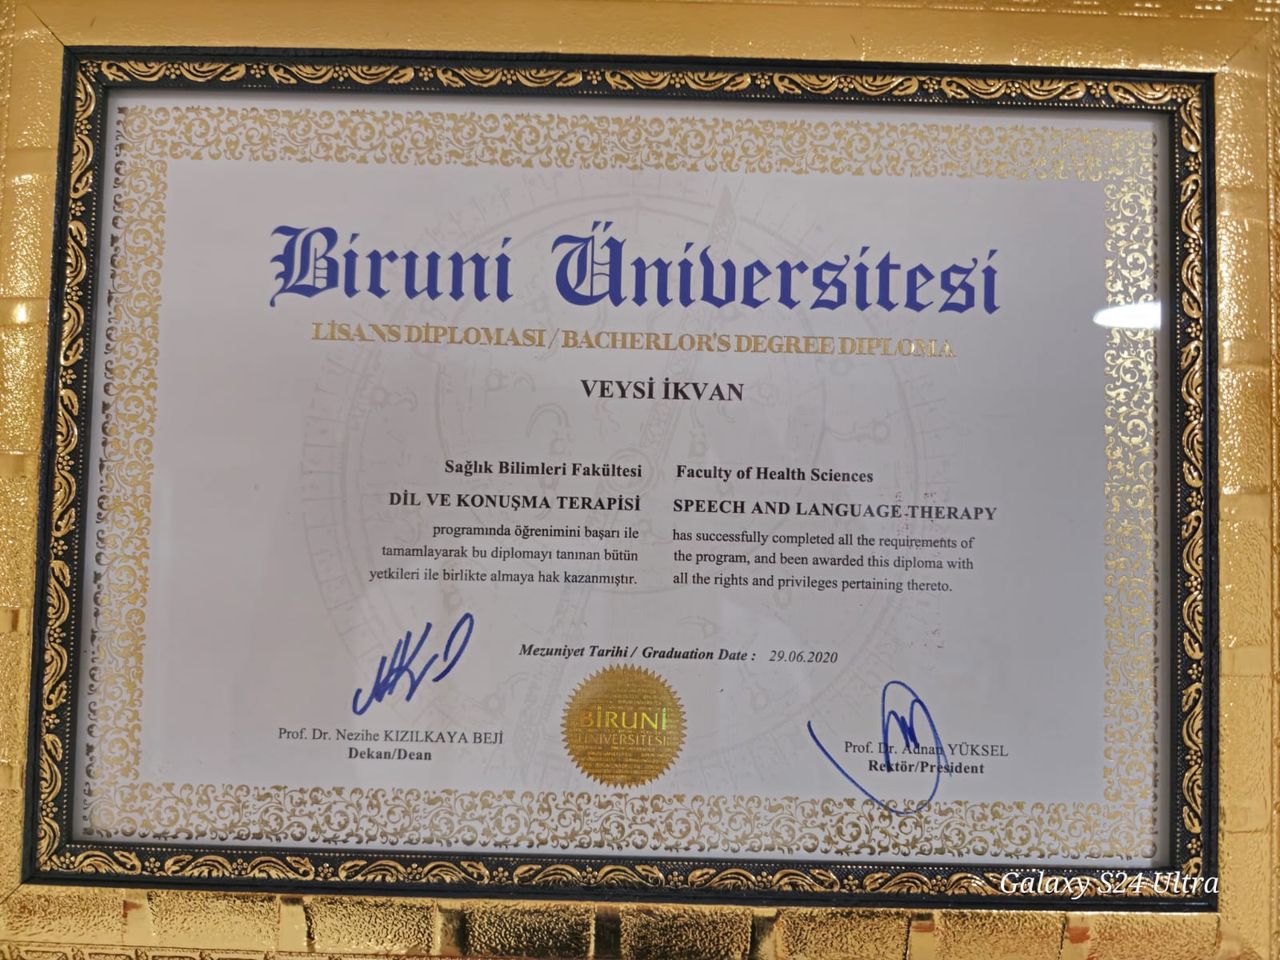 Biruni Üniversitesi
LİSANS DİPLOMASI / BACHERLOR'S DEGREE DIPLOMA
VEYSİ İKVAN
Sağlık Bilimleri Fakültesi
DİL VE KONUŞMA TERAPİSİ
programında öğrenimini başarı ile
tamamlayarak bu diplomayı tanınan bütün
yetkileri ile birlikte almaya hak kazanmıştır.
Faculty of Health Sciences
SPEECH AND LANGUAGE THERAPY
has successfully completed all the requirements of
the program, and been awarded this diploma with
all the rights and privileges pertaining thereto.
Mezuniyet Tarihi / Graduation Date : 29.06.2020
Prof. Dr. Nezihe KIZILKAYA BEJİ
Dekan/Dean
BİRUNİ
ÜNİVERSİTESİ
Prof. Dr. Adnan YÜKSEL
Rektör/President
Galaxy S24 Ultra